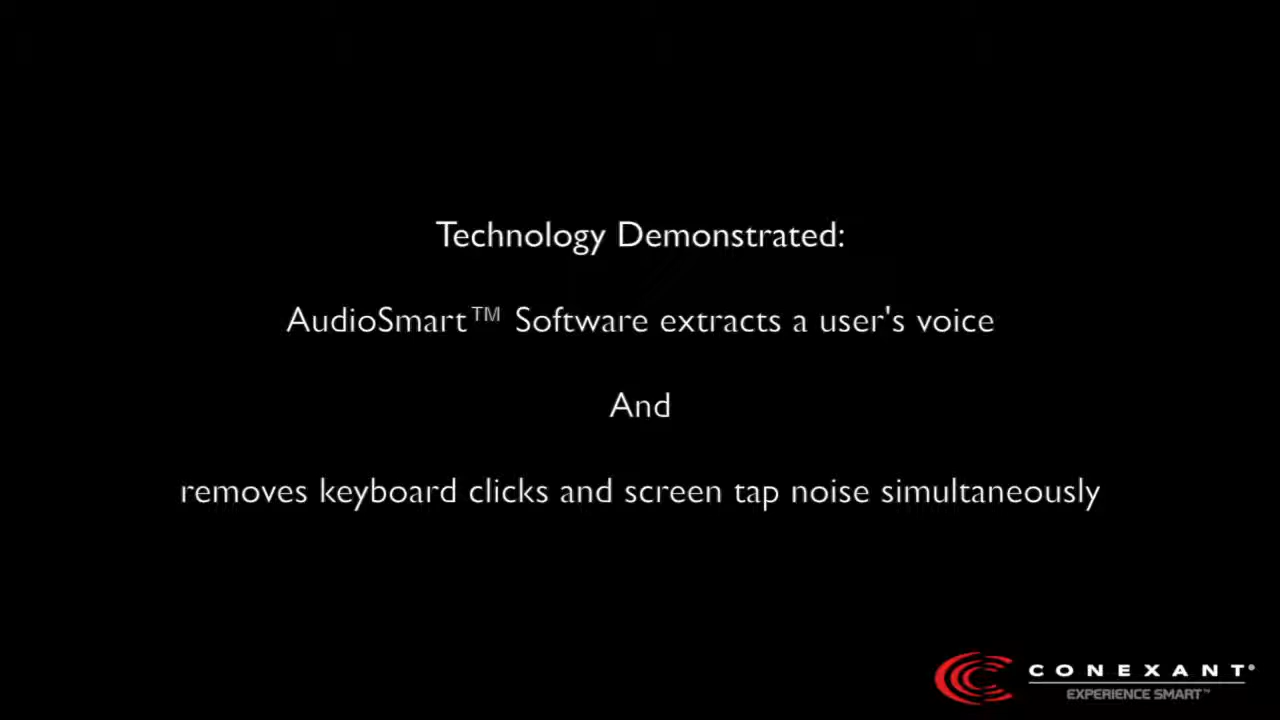 Technology Demonstrated:
AudioSmart™ Software extracts a user's voice
And
removes keyboard clicks and screen tap noise simultaneously
CONEXANT®
EXPERIENCE SMART™